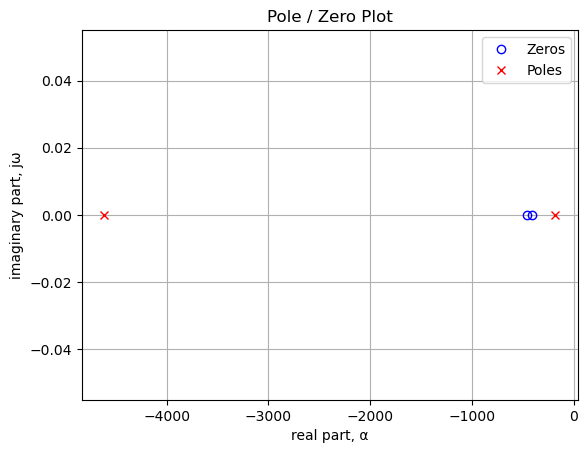 Pole / Zero Plot
Zeros
Poles
0.04
0.02
0.00
−0.02
−0.04
imaginary part, jω
−4000
−3000
−2000
−1000
0
real part, α